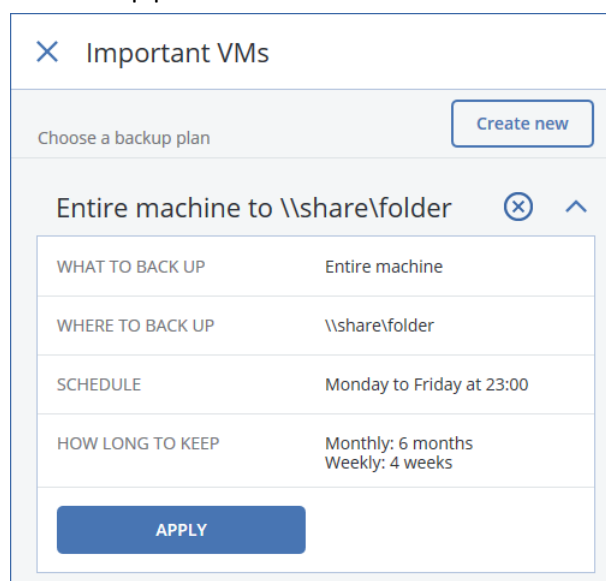 Important VMs
Choose a backup plan
Create new
Entire machine to \\share\folder
WHAT TO BACK UP Entire machine
WHERE TO BACK UP \\share\folder
SCHEDULE Monday to Friday at 23:00
HOW LONG TO KEEP Monthly: 6 months
Weekly: 4 weeks
APPLY